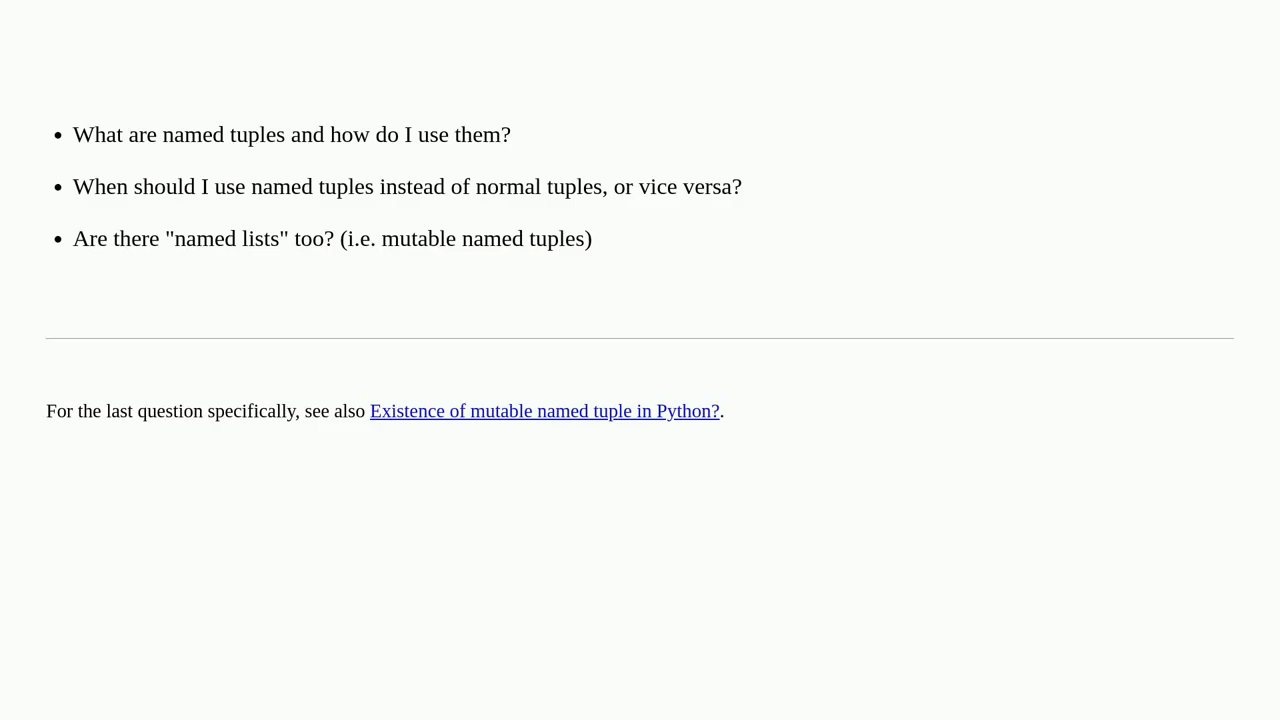 • What are named tuples and how do I use them?
• When should I use named tuples instead of normal tuples, or vice versa?
• Are there "named lists" too? (i.e. mutable named tuples)
For the last question specifically, see also Existence of mutable named tuple in Python?.